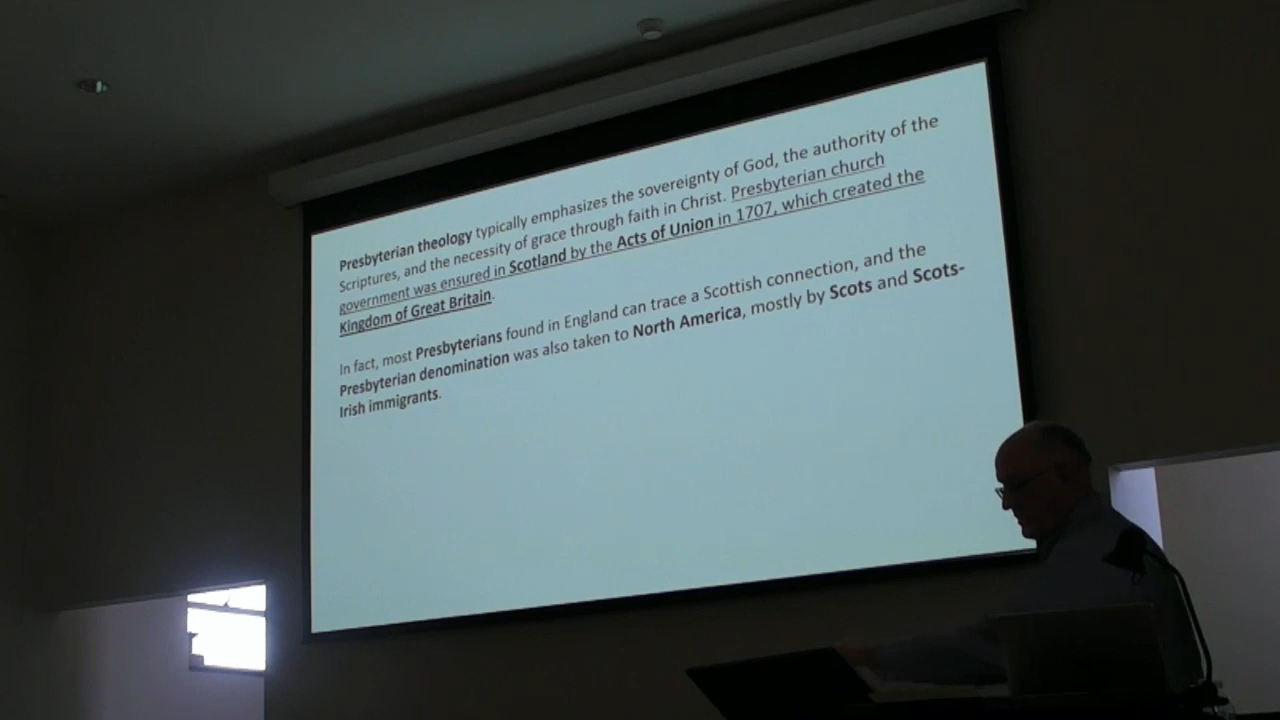 Presbyterian theology typically emphasizes the sovereignty of God, the authority of the
Scriptures, and the necessity of grace through faith in Christ. Presbyterian church
government was ensured in Scotland by the Acts of Union in 1707, which created the
Kingdom of Great Britain.
In fact, most Presbyterians found in England can trace a Scottish connection, and the
Presbyterian denomination was also taken to North America, mostly by Scots and Scots-
Irish immigrants.